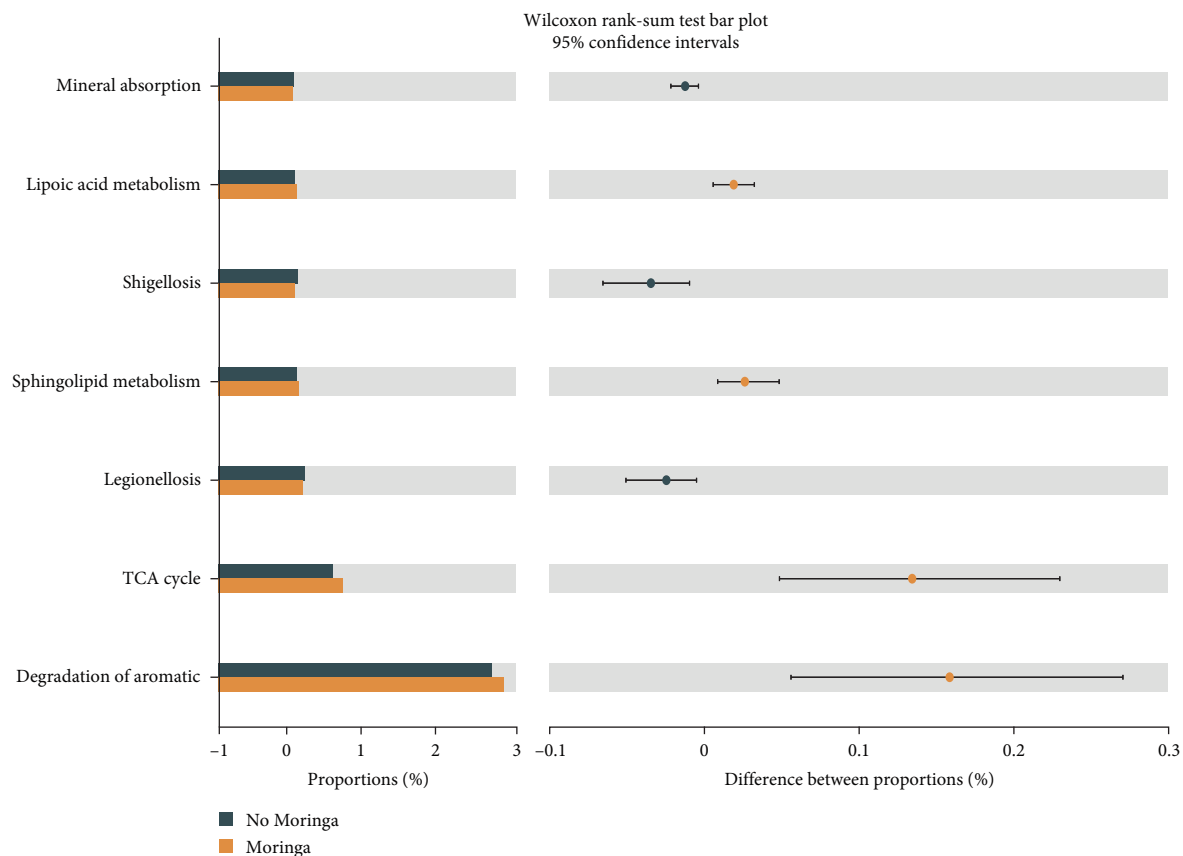 Wilcoxon rank-sum test bar plot
95% confidence intervals
Mineral absorption
Lipoic acid metabolism
Shigellosis
Sphingolipid metabolism
Legionellosis
TCA cycle
Degradation of aromatic
–1 0 1 2 3
–0.1 0 0.1 0.2 0.3
Proportions (%)
Difference between proportions (%)
No Moringa
Moringa